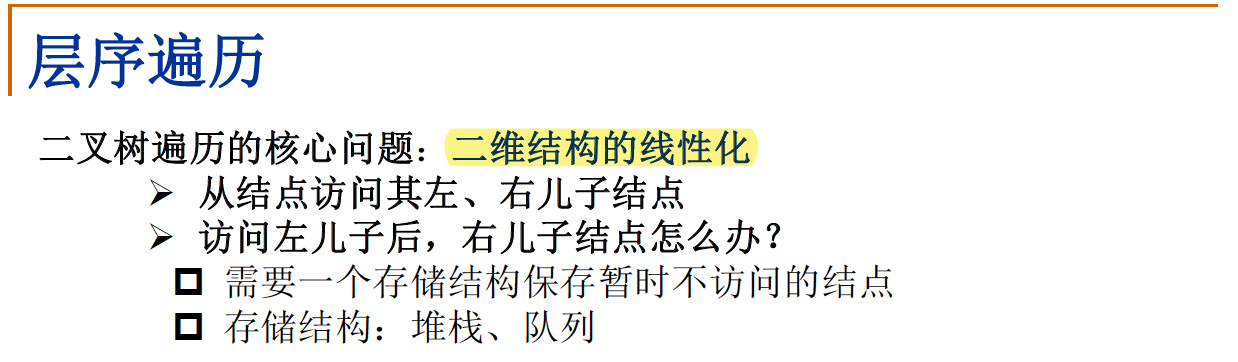 层序遍历
二叉树遍历的核心问题：二维结构的线性化
➢ 从结点访问其左、右儿子结点
➢ 访问左儿子后，右儿子结点怎么办？
❑ 需要一个存储结构保存暂时不访问的结点
❑ 存储结构：堆栈、队列